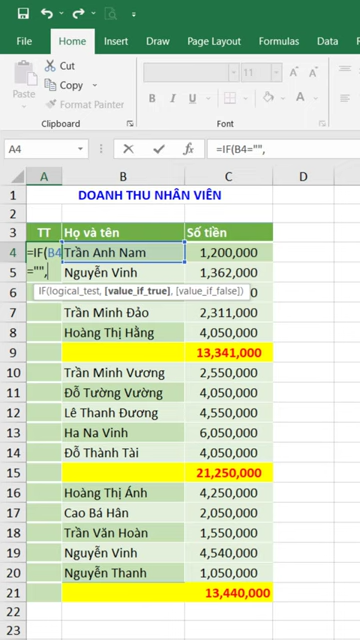 File Home Insert Draw Page Layout Formulas Data
Cut
Copy
Format Painter
Paste
11
B I U
Clipboard Font
A4 fx =IF(B4="",
A B C D
1 DOANH THU NHÂN VIÊN
2
3 TT Họ và tên Số tiền
4 =IF(B4 Trần Anh Nam 1,200,000
5 ="", Nguyễn Vinh 1,362,000
6 IF(logical_test, [value_if_true], [value_if_false]) 0
7 Trần Minh Đảo 2,311,000
8 Hoàng Thị Hằng 4,050,000
9 13,341,000
10 Trần Minh Vương 2,550,000
11 Đỗ Tường Vường 4,050,000
12 Lê Thanh Đương 4,550,000
13 Ha Na Vinh 6,050,000
14 Đỗ Thành Tài 4,050,000
15 21,250,000
16 Hoàng Thị Ánh 4,250,000
17 Cao Bá Hân 2,050,000
18 Trần Văn Hoàn 1,550,000
19 Nguyễn Vinh 4,540,000
20 Nguyễn Thanh 1,050,000
21 13,440,000
22
23